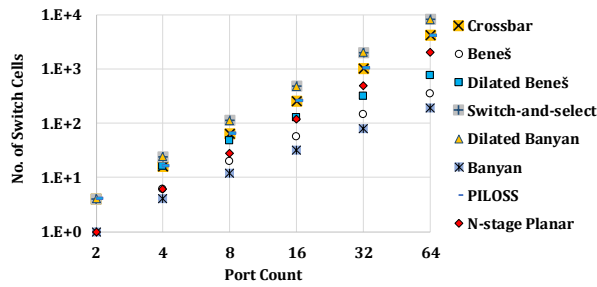 No. of Switch Cells
1.E+4
1.E+3
1.E+2
1.E+1
1.E+0
2 4 8 16 32 64
Port Count
Crossbar
Beneš
Dilated Beneš
Switch-and-select
Dilated Banyan
Banyan
PILOSS
N-stage Planar